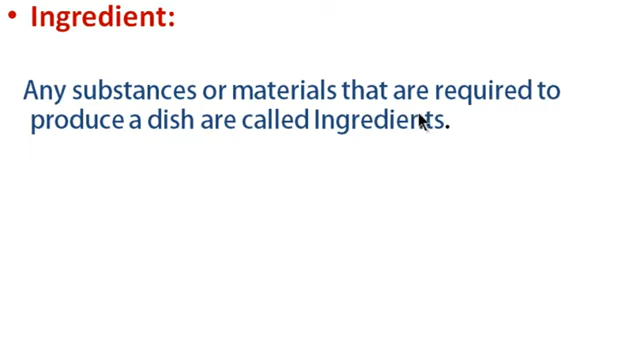 • Ingredient:
Any substances or materials that are required to
produce a dish are called Ingredients.